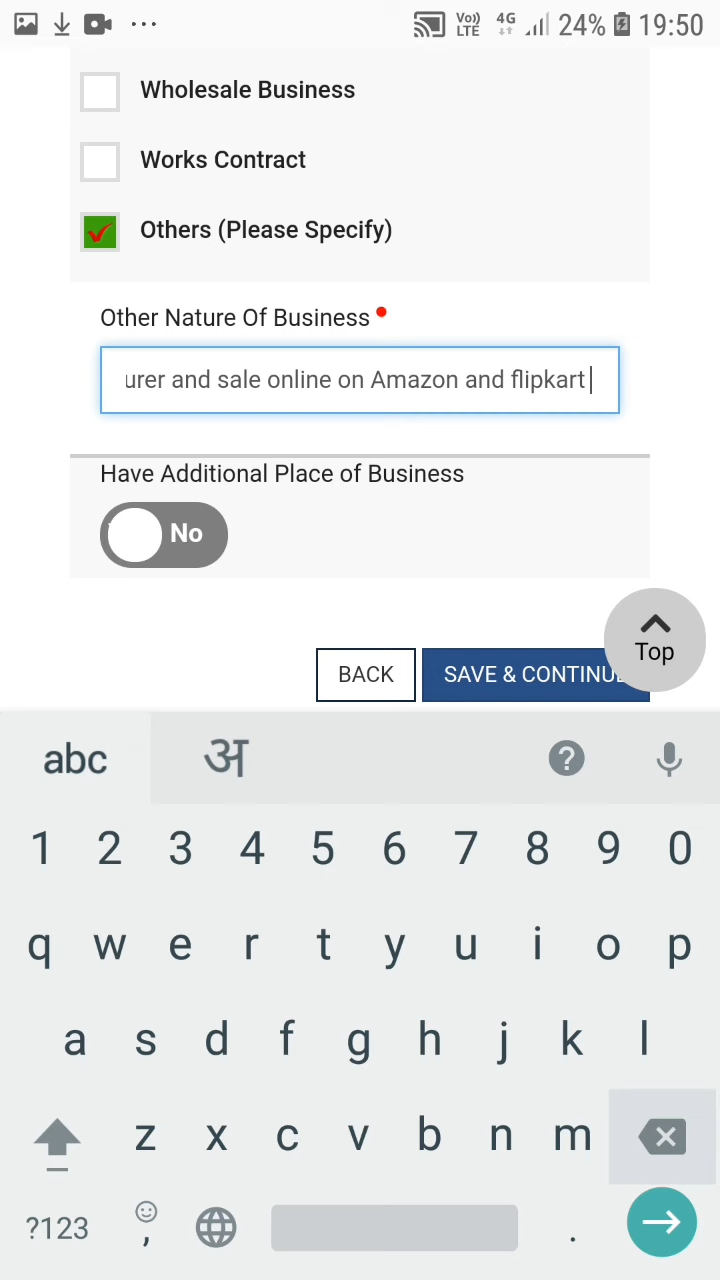 Vo)) LTE 4G 24% 19:50
Wholesale Business
Works Contract
Others (Please Specify)
Other Nature Of Business
urer and sale online on Amazon and flipkart
Have Additional Place of Business
No
Top
BACK SAVE & CONTINUE
abc अ ?
1 2 3 4 5 6 7 8 9 0
q w e r t y u i o p
a s d f g h j k l
z x c v b n m
?123 , .